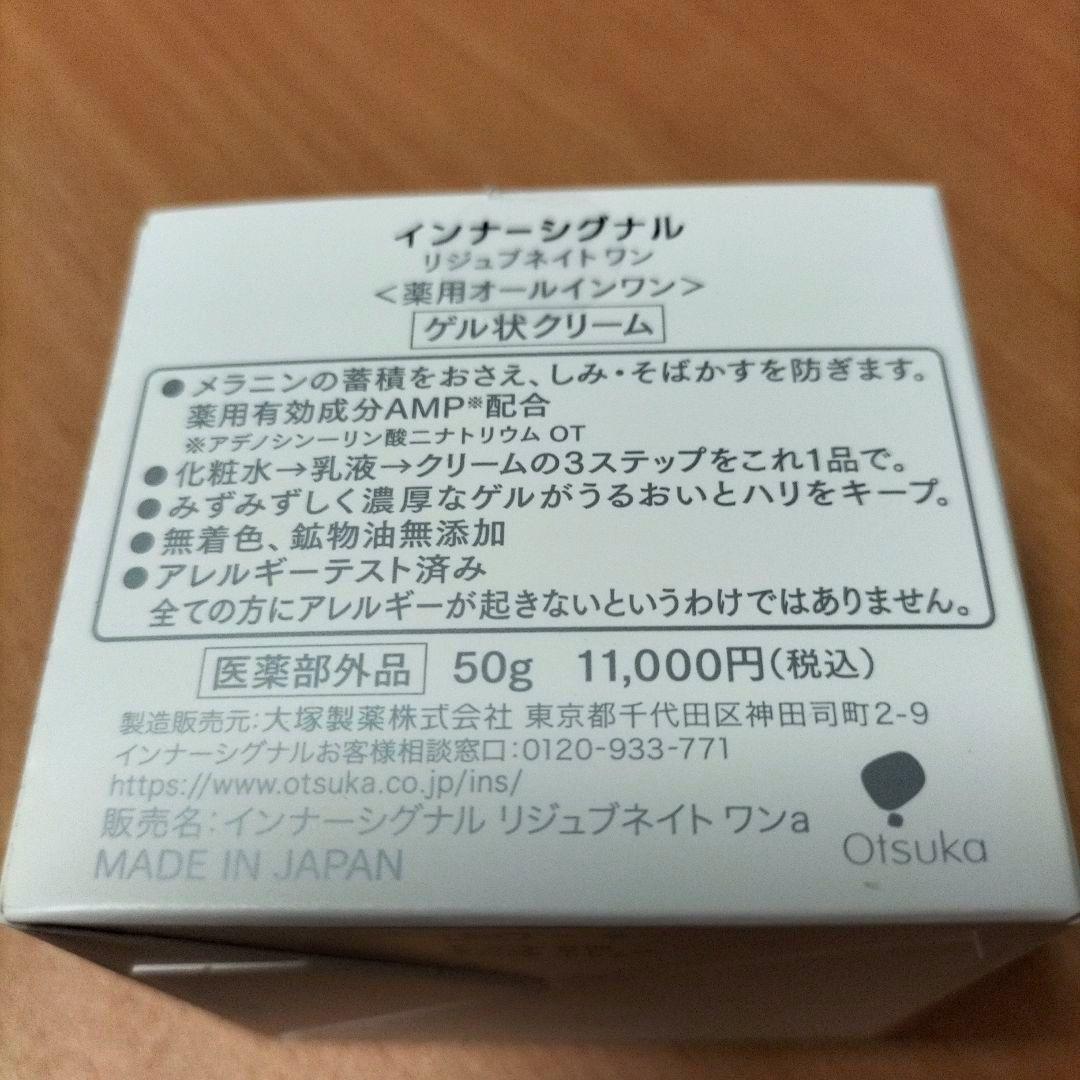 インナーシグナル
リジュブネイト ワン
＜薬用オールインワン＞
ゲル状クリーム
●メラニンの蓄積をおさえ、しみ・そばかすを防ぎます。
薬用有効成分AMP※配合
※アデノシン一リン酸二ナトリウム OT
●化粧水→乳液→クリームの3ステップをこれ1品で。
●みずみずしく濃厚なゲルがうるおいとハリをキープ。
●無着色、鉱物油無添加
●アレルギーテスト済み
全ての方にアレルギーが起きないというわけではありません。
医薬部外品 50g 11,000円(税込)
製造販売元:大塚製薬株式会社 東京都千代田区神田司町2-9
インナーシグナルお客様相談窓口:0120-933-771
https://www.otsuka.co.jp/ins/
販売名:インナーシグナル リジュブネイト ワンa
MADE IN JAPAN
Otsuka